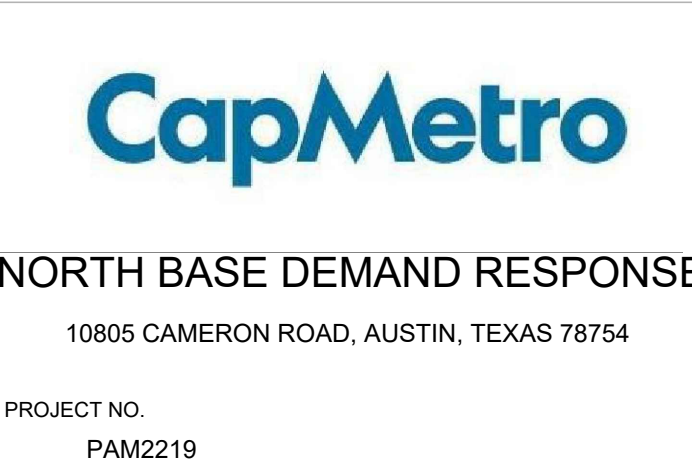 CapMetro
NORTH BASE DEMAND RESPONSE
10805 CAMERON ROAD, AUSTIN, TEXAS 78754
PROJECT NO.
PAM2219